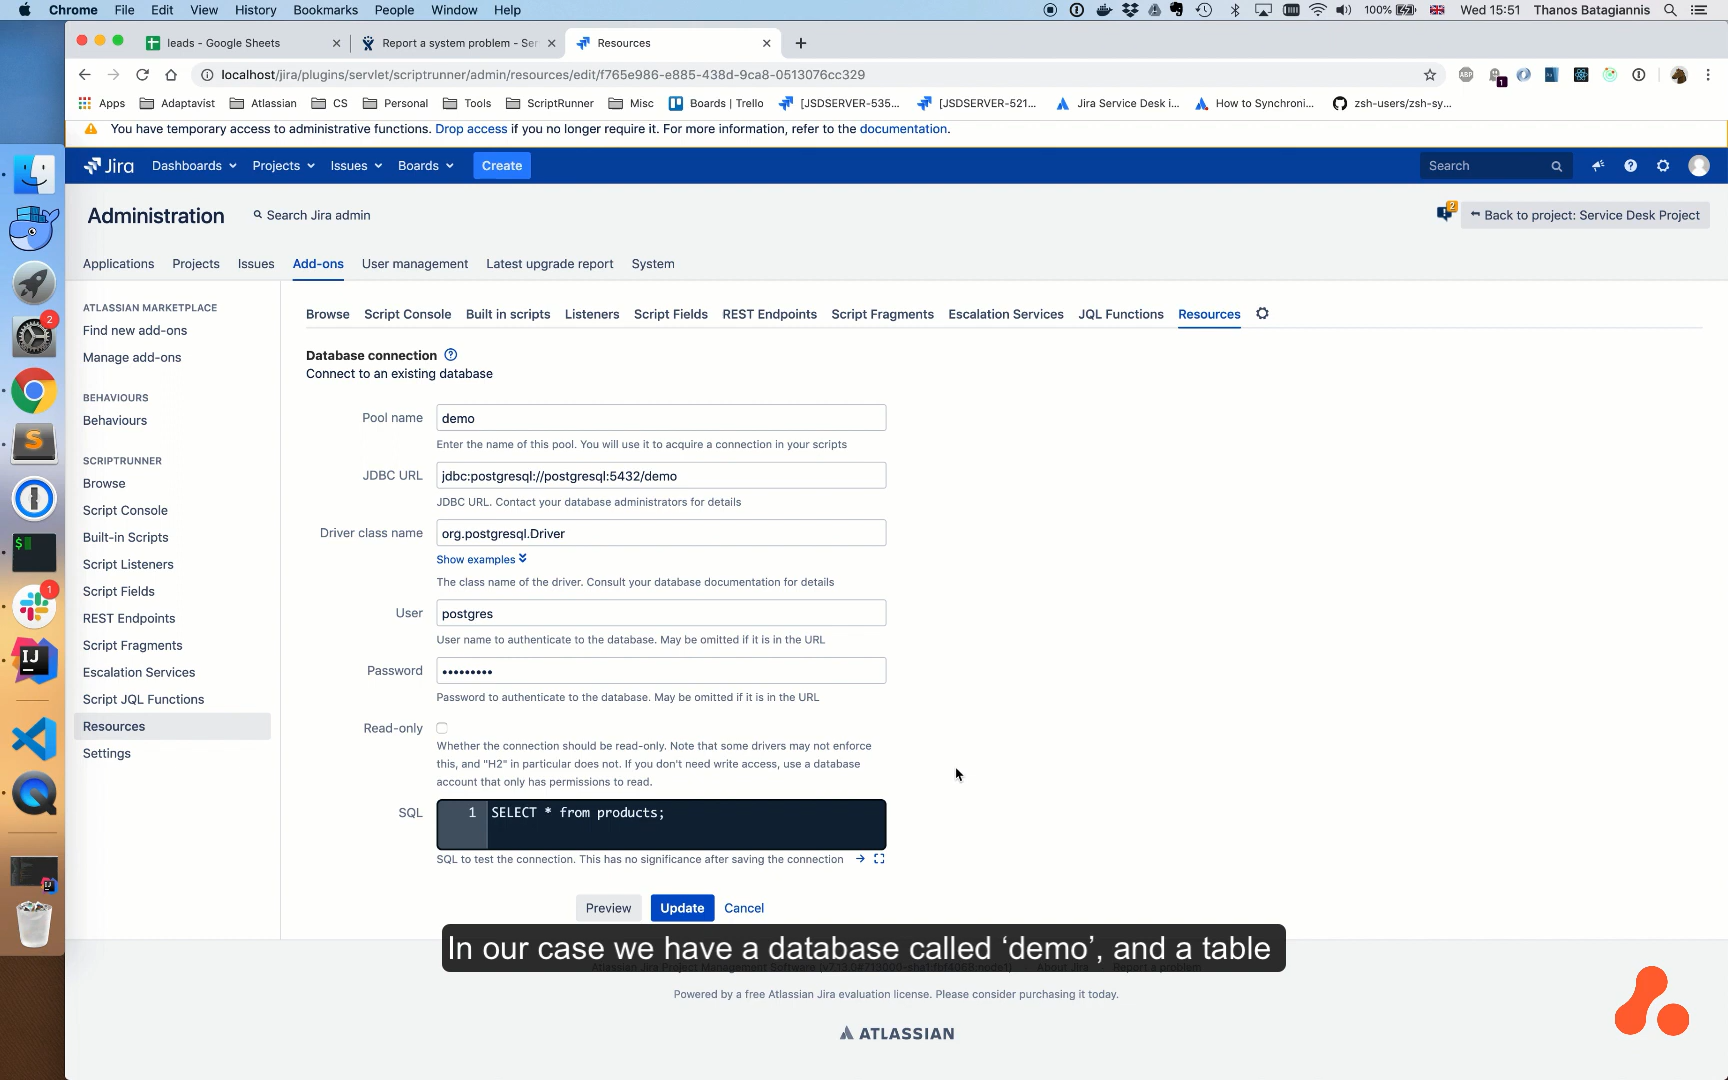 Chrome File Edit View History Bookmarks People Window Help
100% Wed 15:51 Thanos Batagiannis
leads - Google Sheets
Report a system problem - Ser
Resources
localhost/jira/plugins/servlet/scriptrunner/admin/resources/edit/f765e986-e885-438d-9ca8-0513076cc329
ABP
1
Apps Adaptavist Atlassian CS Personal Tools ScriptRunner Misc Boards | Trello [JSDSERVER-535... [JSDSERVER-521... Jira Service Desk i... How to Synchroni... zsh-users/zsh-sy...
You have temporary access to administrative functions. Drop access if you no longer require it. For more information, refer to the documentation.
Jira Dashboards Projects Issues Boards Create Search
Administration Search Jira admin
2
Back to project: Service Desk Project
Applications Projects Issues Add-ons User management Latest upgrade report System
ATLASSIAN MARKETPLACE
Find new add-ons
Manage add-ons
BEHAVIOURS
Behaviours
SCRIPTRUNNER
Browse
Script Console
Built-in Scripts
Script Listeners
Script Fields
REST Endpoints
Script Fragments
Escalation Services
Script JQL Functions
Resources
Settings
Browse Script Console Built in scripts Listeners Script Fields REST Endpoints Script Fragments Escalation Services JQL Functions Resources
Database connection
Connect to an existing database
Pool name demo
Enter the name of this pool. You will use it to acquire a connection in your scripts
JDBC URL jdbc:postgresql://postgresql:5432/demo
JDBC URL. Contact your database administrators for details
Driver class name org.postgresql.Driver
Show examples
The class name of the driver. Consult your database documentation for details
User postgres
User name to authenticate to the database. May be omitted if it is in the URL
Password •••••••••
Password to authenticate to the database. May be omitted if it is in the URL
Read-only
Whether the connection should be read-only. Note that some drivers may not enforce
this, and "H2" in particular does not. If you don't need write access, use a database
account that only has permissions to read.
SQL 1 SELECT * from products;
SQL to test the connection. This has no significance after saving the connection
Preview Update Cancel
In our case we have a database called ‘demo’, and a table
Powered by a free Atlassian Jira evaluation license. Please consider purchasing it today.
ATLASSIAN
2
S
$
1
IJ
IJ